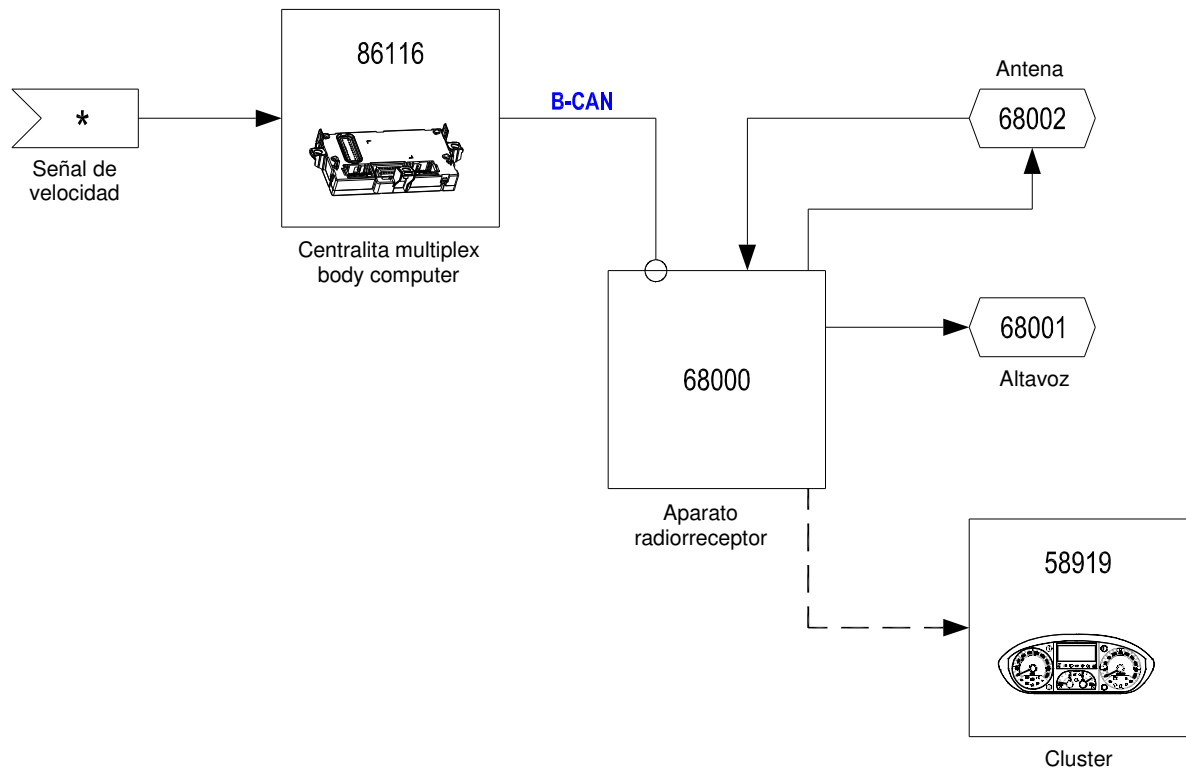 86116
Antena
B-CAN
*
68002
Señal de
velocidad
Centralita multiplex
body computer
68001
68000
Altavoz
Aparato
radiorreceptor
58919
Cluster